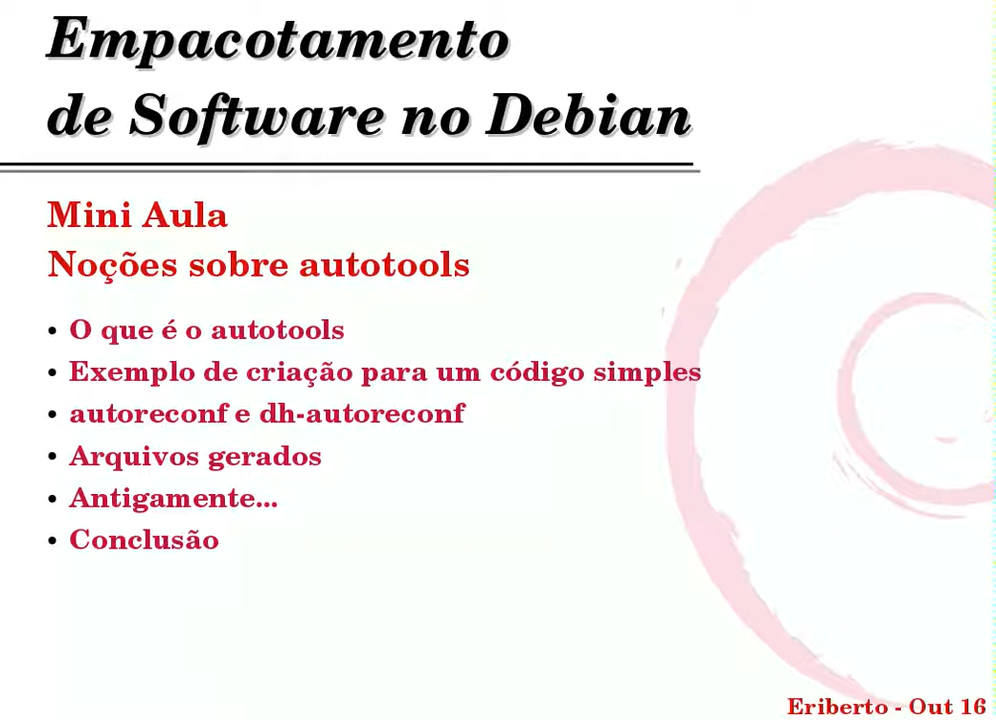 Empacotamento
de Software no Debian
Mini Aula
Noções sobre autotools
• O que é o autotools
• Exemplo de criação para um código simples
• autoreconf e dh-autoreconf
• Arquivos gerados
• Antigamente...
• Conclusão
Eriberto - Out 16